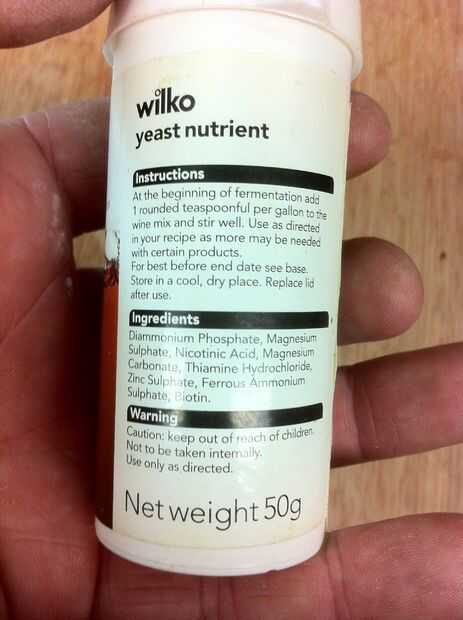 wilko
yeast nutrient
Instructions
At the beginning of fermentation add
1 rounded teaspoonful per gallon to the
wine mix and stir well. Use as directed
in your recipe as more may be needed
with certain products.
For best before end date see base.
Store in a cool, dry place. Replace lid
after use.
Ingredients
Diammonium Phosphate, Magnesium
Sulphate, Nicotinic Acid, Magnesium
Carbonate, Thiamine Hydrochloride,
Zinc Sulphate, Ferrous Ammonium
Sulphate, Biotin.
Warning
Caution: keep out of reach of children.
Not to be taken internally.
Use only as directed.
Net weight 50g